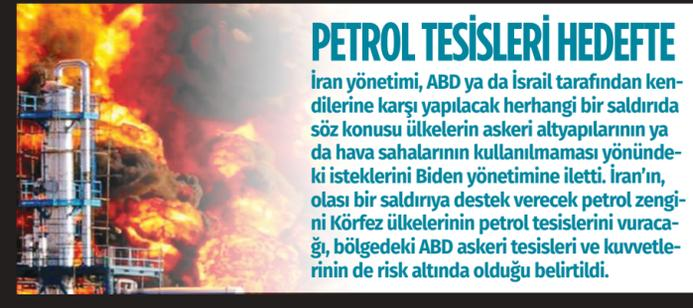 PETROL TESİSLERİ HEDEFTE
İran yönetimi, ABD ya da İsrail tarafından ken-
dilerine karşı yapılacak herhangi bir saldırıda
söz konusu ülkelerin askeri altyapılarının ya
da hava sahalarının kullanılmaması yönünde-
ki isteklerini Biden yönetimine iletti. İran'ın,
olası bir saldırıya destek verecek petrol zengi-
ni Körfez ülkelerinin petrol tesislerini vuraca-
ğı, bölgedeki ABD askeri tesisleri ve kuvvetle-
rinin de risk altında olduğu belirtildi.